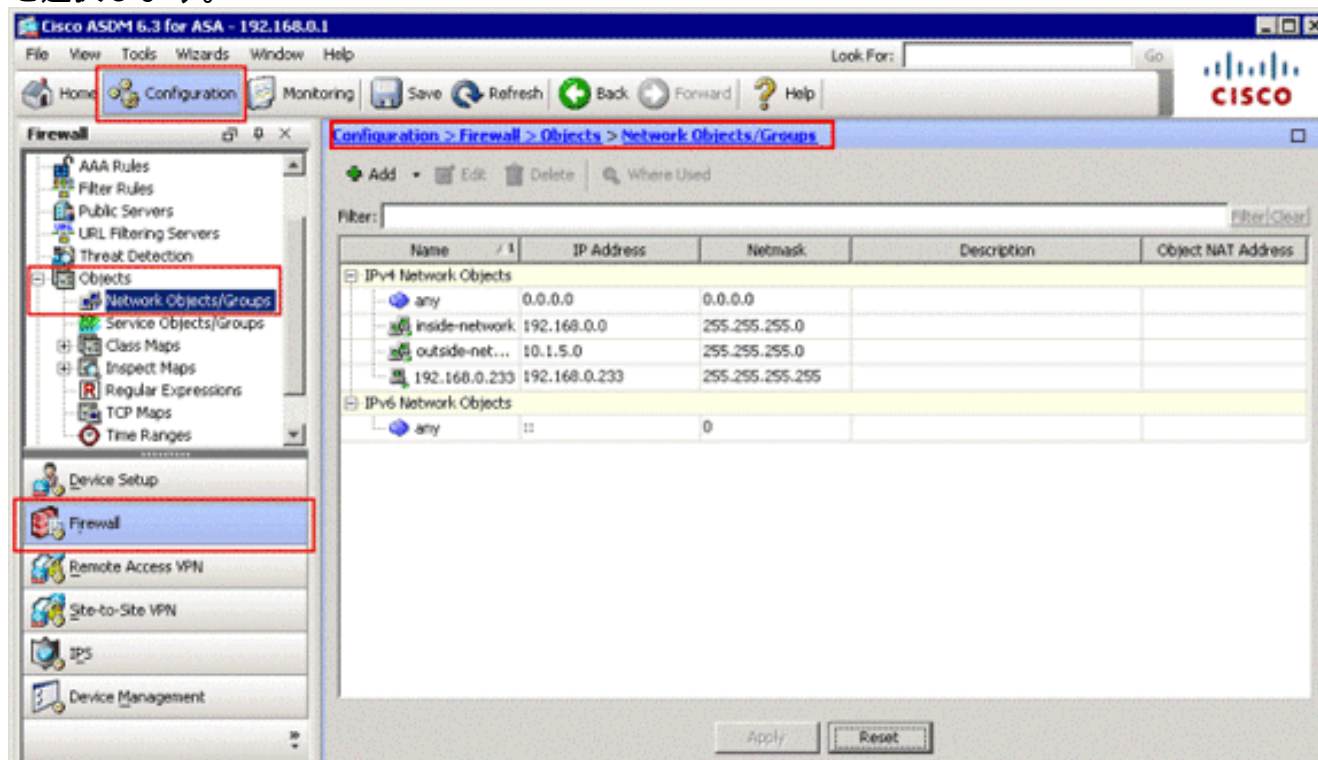 を選択します。
Cisco ASDM 6.3 for ASA - 192.168.0.1
File View Tools Wizards Window Help Look For: Go
Home Configuration Monitoring Save Refresh Back Forward Help
CISCO
Firewall
AAA Rules
Filter Rules
Public Servers
URL Filtering Servers
Threat Detection
Objects
Network Objects/Groups
Service Objects/Groups
Class Maps
Inspect Maps
Regular Expressions
TCP Maps
Time Ranges
Device Setup
Firewall
Remote Access VPN
Site-to-Site VPN
IPS
Device Management
Configuration > Firewall > Objects > Network Objects/Groups
Add Edit Delete Where Used
Filter: Filter Clear
Name 1 IP Address Netmask Description Object NAT Address
IPv4 Network Objects
any 0.0.0.0 0.0.0.0
inside-network 192.168.0.0 255.255.255.0
outside-net... 10.1.5.0 255.255.255.0
192.168.0.233 192.168.0.233 255.255.255.255
IPv6 Network Objects
any :: 0
Apply Reset